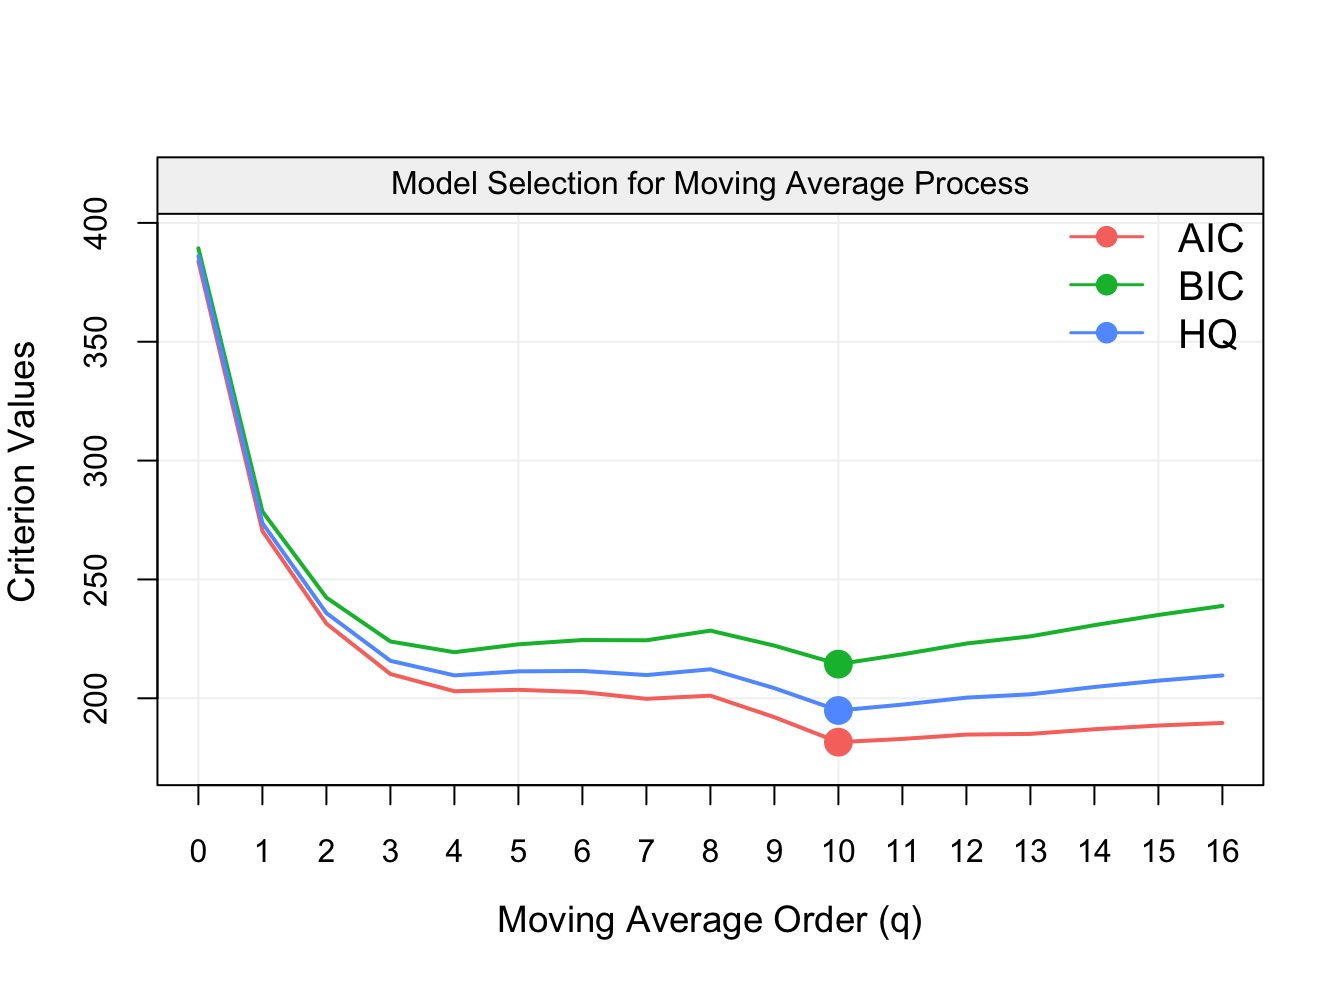 Model Selection for Moving Average Process
AIC
BIC
HQ
Criterion Values
400
350
300
250
200
0 1 2 3 4 5 6 7 8 9 10 11 12 13 14 15 16
Moving Average Order (q)